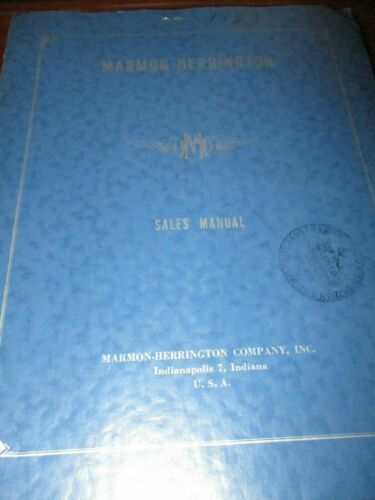 MARMON-HERRINGTON
SALES MANUAL
MARMON-HERRINGTON COMPANY, INC.
Indianapolis 7, Indiana
U. S. A.